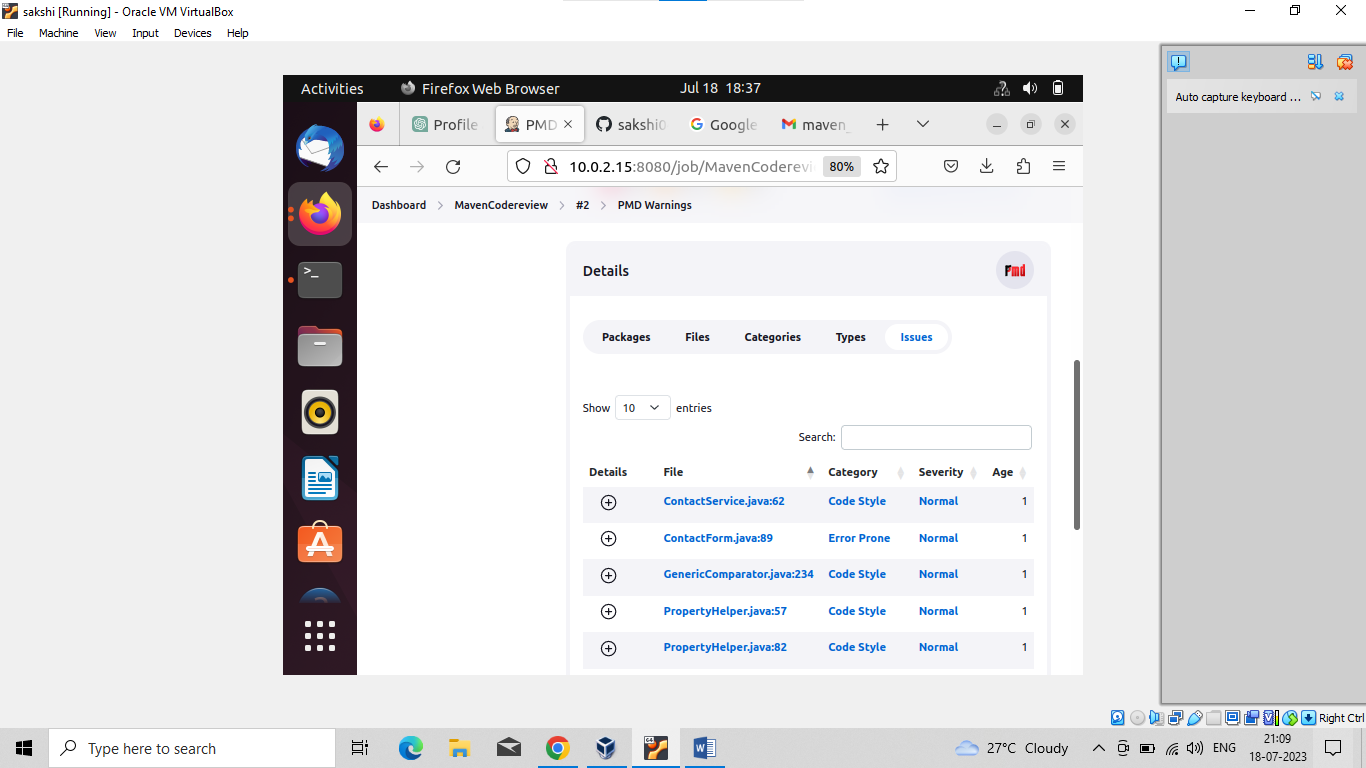 sakshi [Running] - Oracle VM VirtualBox
File Machine View Input Devices Help
Auto capture keyboard ...
Activities Firefox Web Browser Jul 18 18:37
Profile PMD sakshi0 Google maven_
10.0.2.15:8080/job/MavenCoderevi 80%
Dashboard MavenCodereview #2 PMD Warnings
Details
Pmd
Packages Files Categories Types Issues
Show 10 entries
Search:
Details File Category Severity Age
ContactService.java:62 Code Style Normal 1
ContactForm.java:89 Error Prone Normal 1
GenericComparator.java:234 Code Style Normal 1
PropertyHelper.java:57 Code Style Normal 1
PropertyHelper.java:82 Code Style Normal 1
Right Ctrl
Type here to search
27°C Cloudy
ENG
21:09
18-07-2023